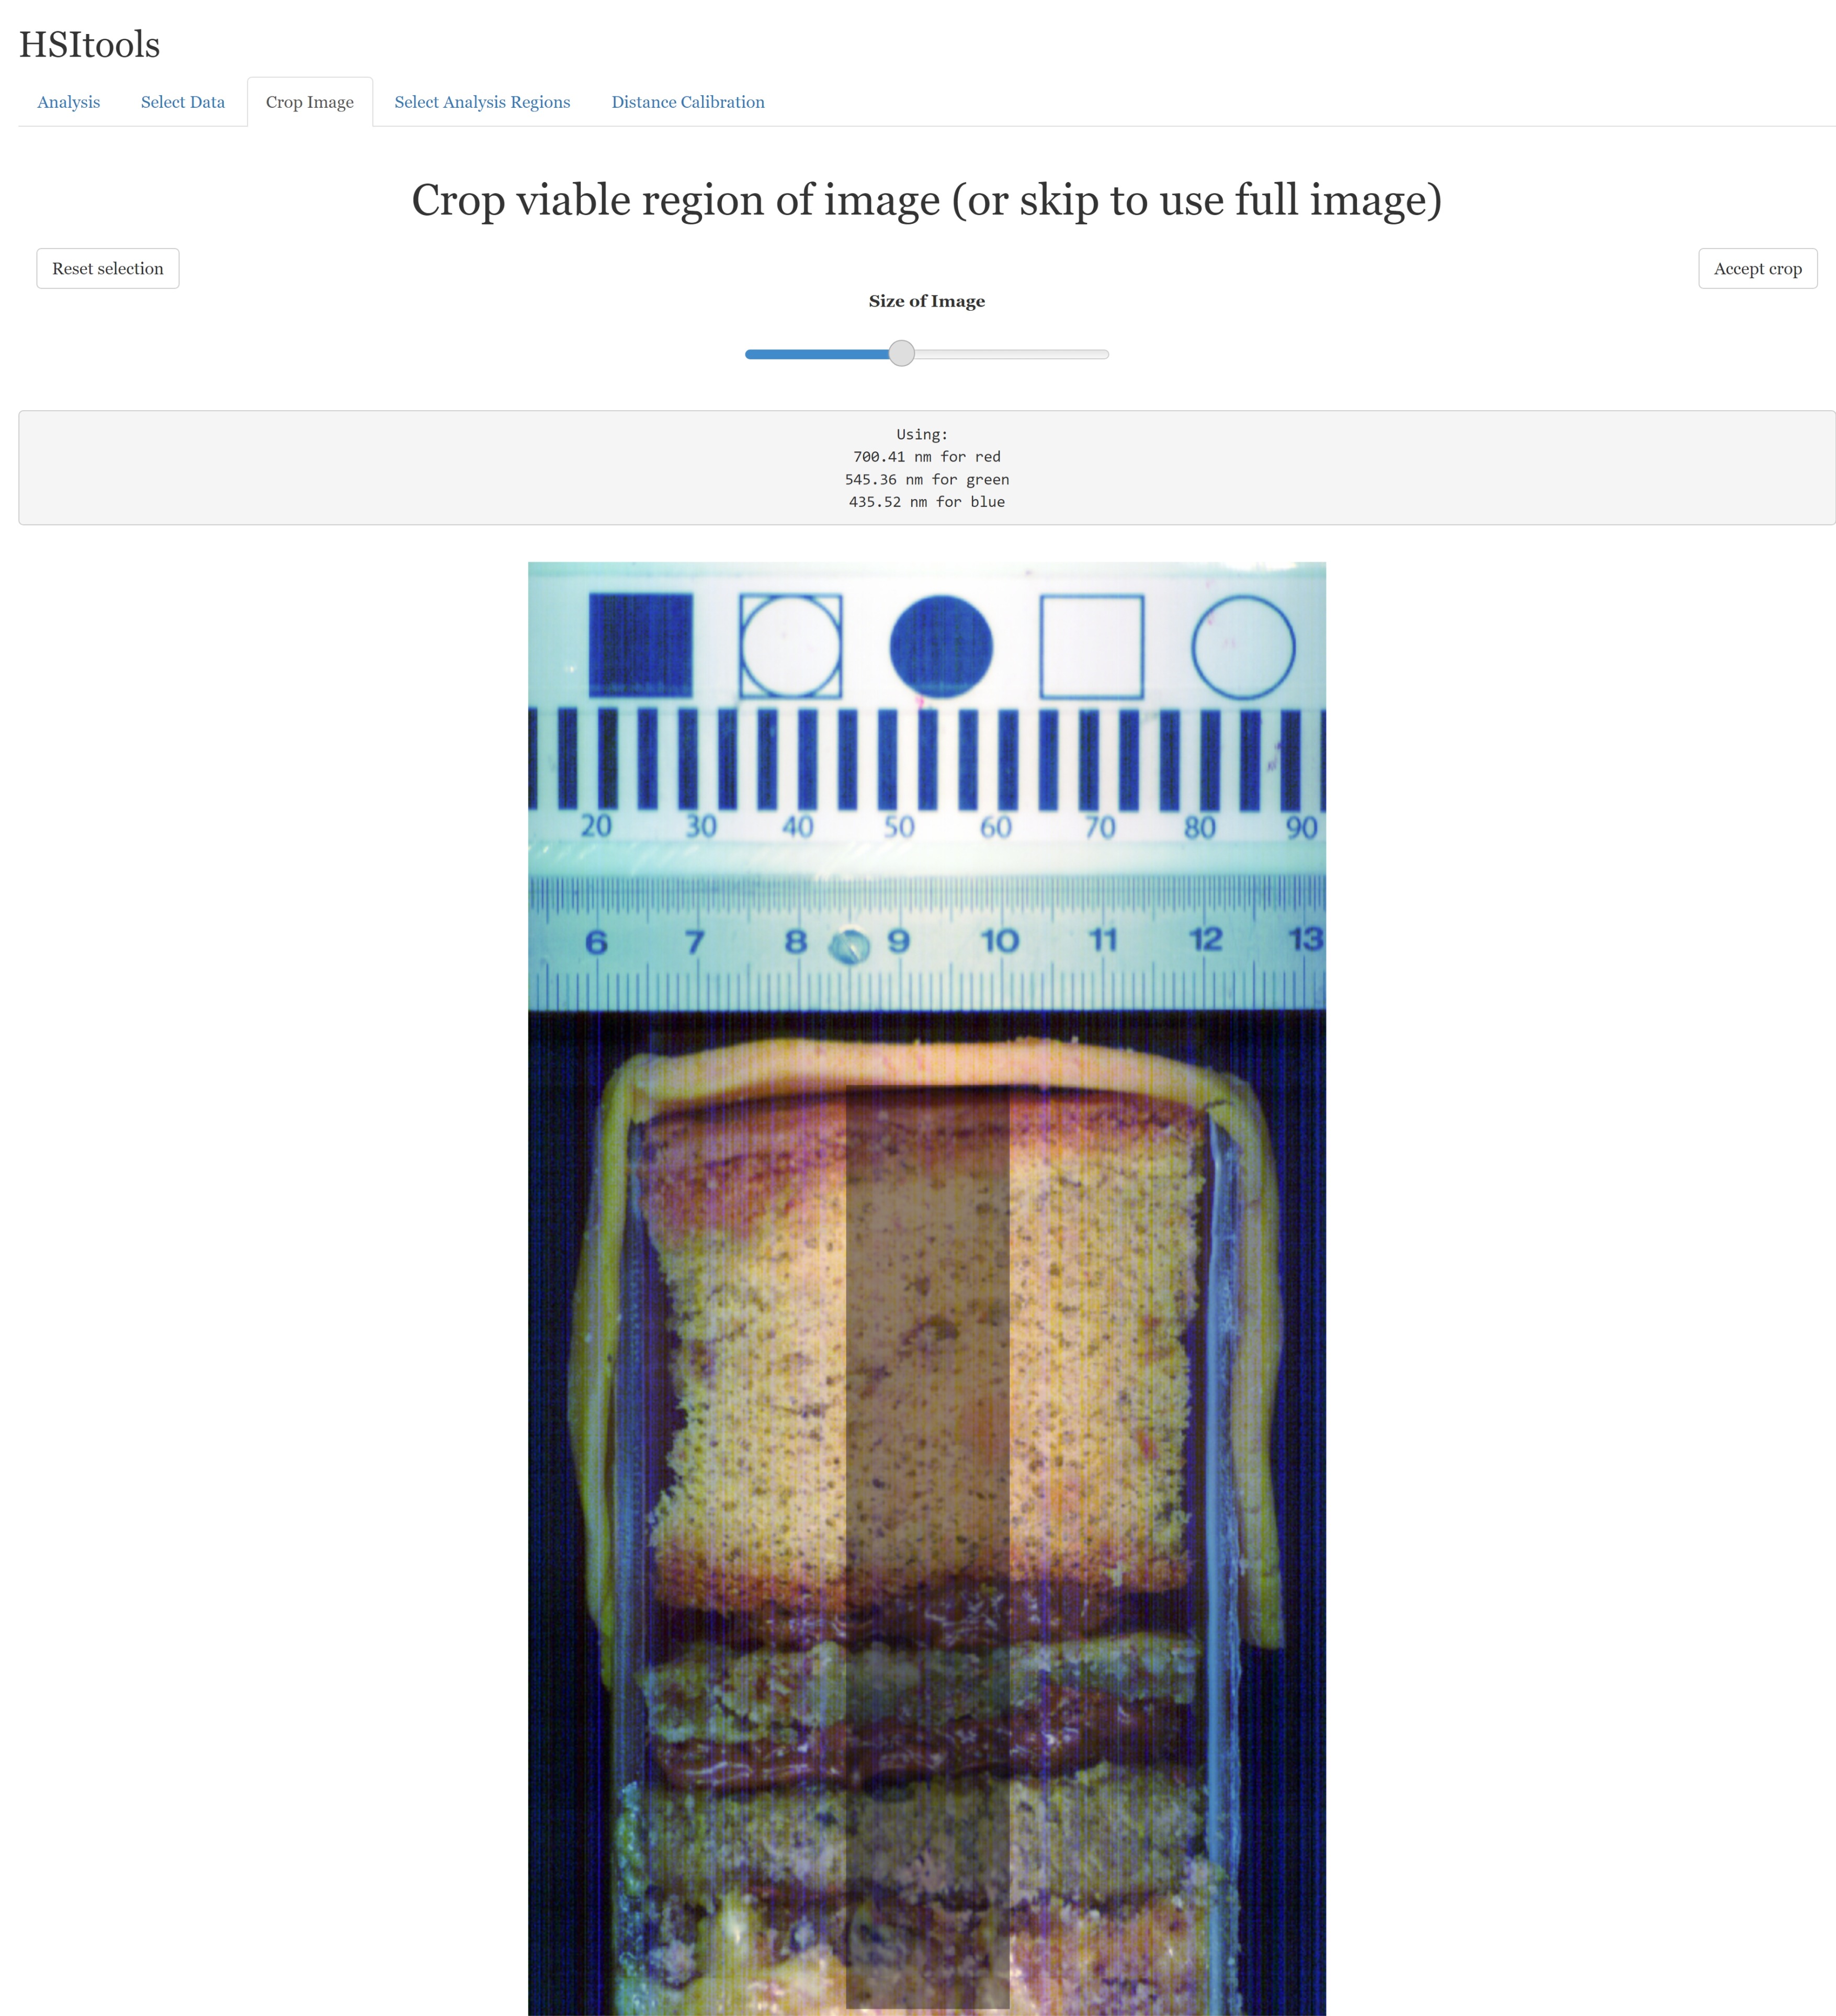 HSItools
Analysis Select Data Crop Image Select Analysis Regions Distance Calibration
Crop viable region of image (or skip to use full image)
Reset selection
Accept crop
Size of Image
Using:
700.41 nm for red
545.36 nm for green
435.52 nm for blue
20 30 40 50 60 70 80 90
6 7 8 9 10 11 12 13